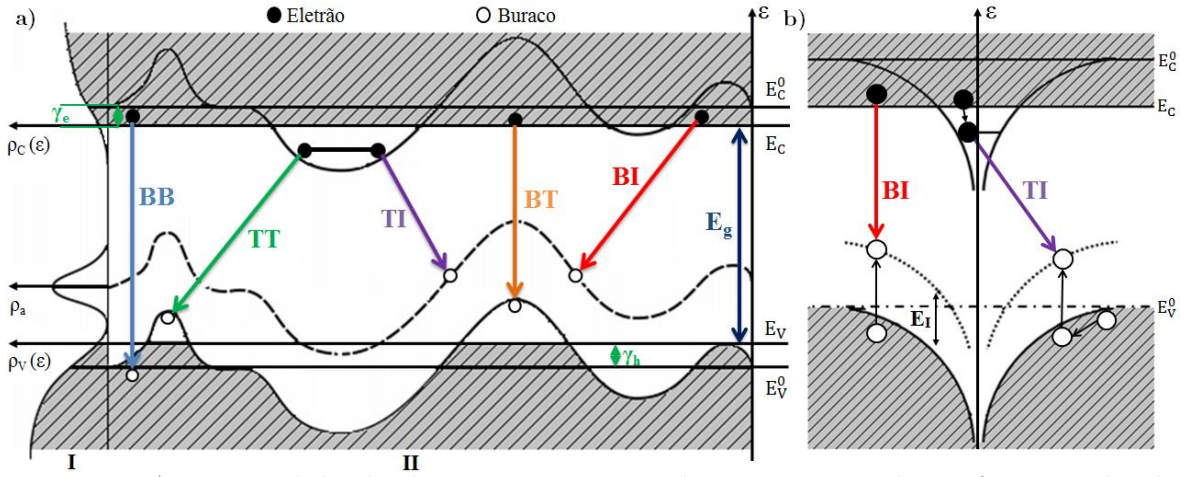 a)
Eletrão
Buraco
ε
E_C^0
γ_e
ρ_C (ε)
E_C
BB
TT
TI
BT
BI
E_g
ρ_a
E_V
ρ_V (ε)
γ_h
E_V^0
I
II
b)
ε
E_C^0
E_C
BI
TI
E_I
E_V^0